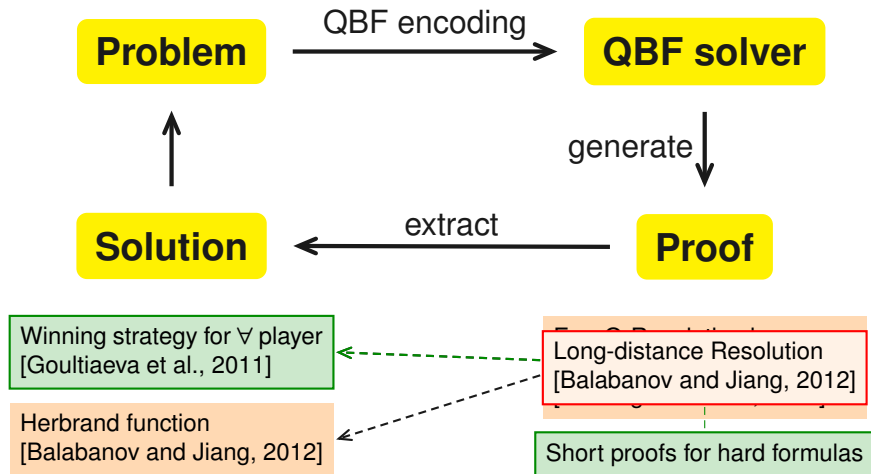 QBF encoding
Problem
QBF solver
generate
extract
Solution
Proof
Winning strategy for ∀ player
[Goultiaeva et al., 2011]
Long-distance Resolution
[Balabanov and Jiang, 2012]
Herbrand function
[Balabanov and Jiang, 2012]
Short proofs for hard formulas